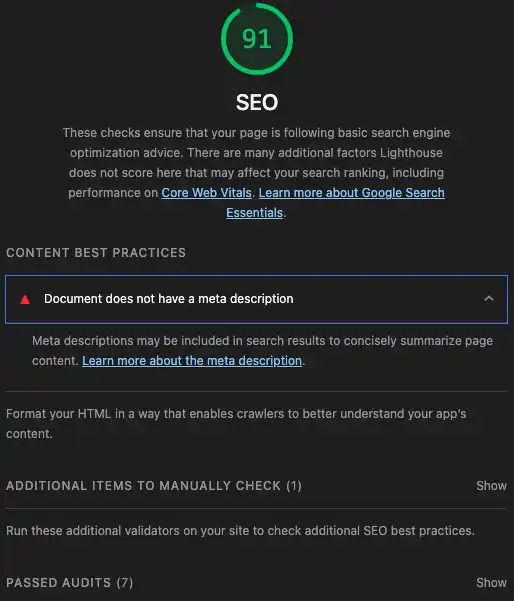 91
SEO
These checks ensure that your page is following basic search engine
optimization advice. There are many additional factors Lighthouse
does not score here that may affect your search ranking, including
performance on Core Web Vitals. Learn more about Google Search
Essentials.
CONTENT BEST PRACTICES
Document does not have a meta description
Meta descriptions may be included in search results to concisely summarize page
content. Learn more about the meta description.
Format your HTML in a way that enables crawlers to better understand your app's
content.
ADDITIONAL ITEMS TO MANUALLY CHECK (1) Show
Run these additional validators on your site to check additional SEO best practices.
PASSED AUDITS (7) Show